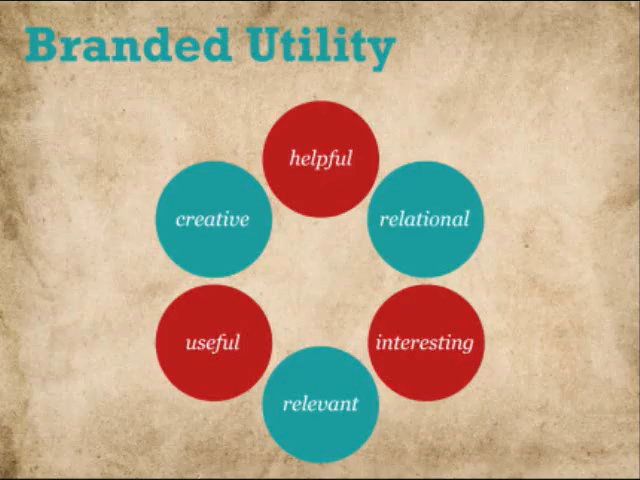 Branded Utility
helpful
creative
relational
useful
interesting
relevant